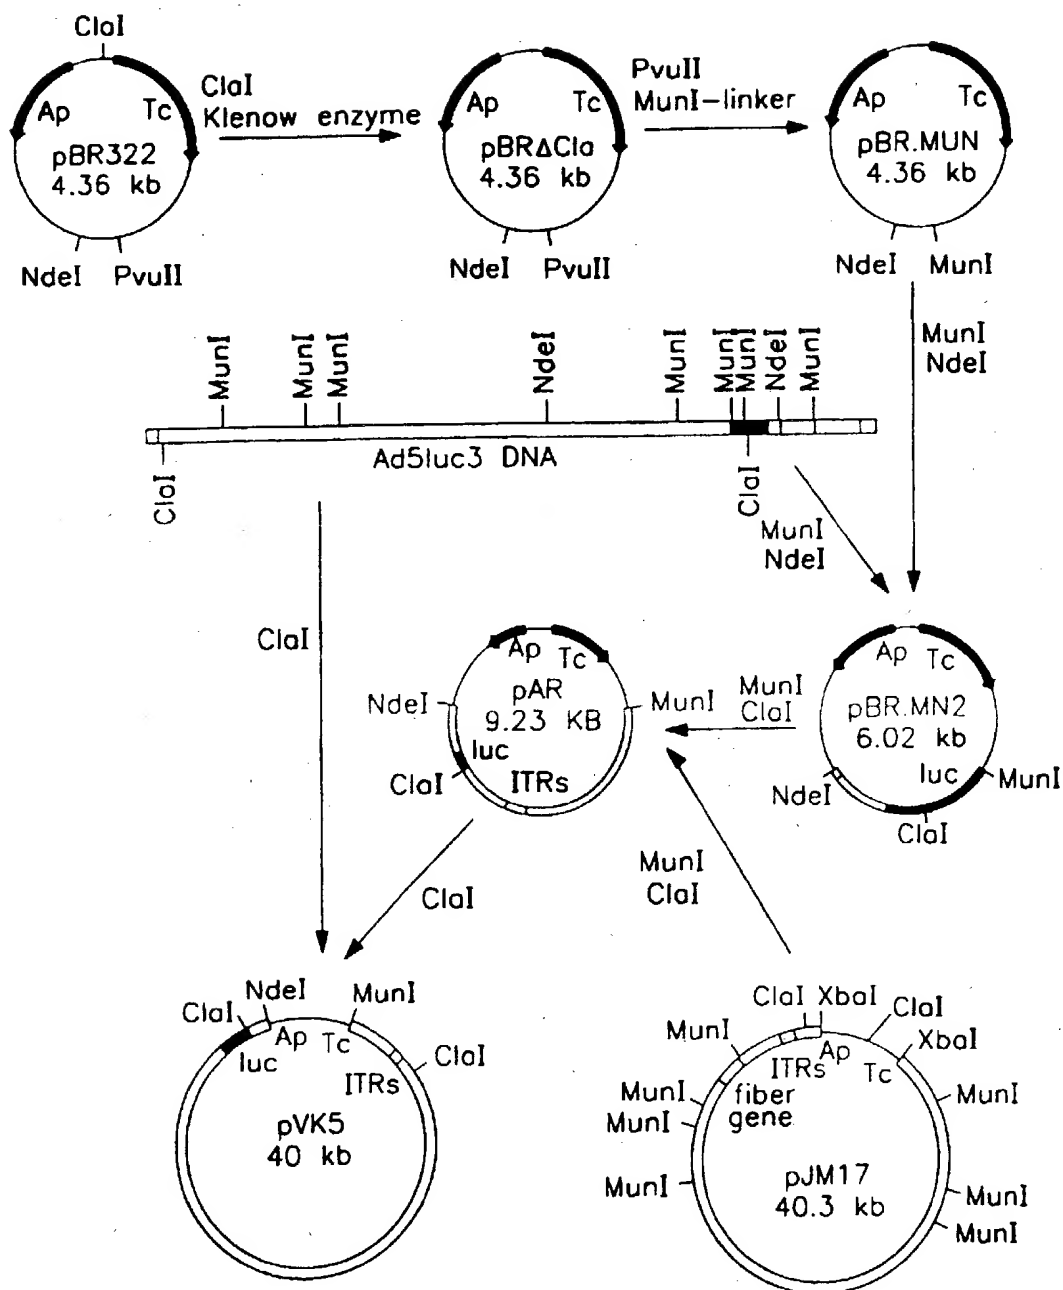 ClaI
Ap
Tc
pBR322
4.36 kb
NdeI
PvuII
ClaI
Klenow enzyme
Ap
Tc
pBRΔCla
4.36 kb
NdeI
PvuII
PvuII
MunI-linker
Ap
Tc
pBR.MUN
4.36 kb
NdeI
MunI
MunI
NdeI
MunI
MunI
MunI
NdeI
MunI
MunI
MunI
NdeI
MunI
Ad5luc3 DNA
ClaI
ClaI
MunI
NdeI
ClaI
Ap
Tc
pAR
9.23 KB
NdeI
MunI
luc
ClaI
ITRs
MunI
ClaI
Ap
Tc
pBR.MN2
6.02 kb
luc
NdeI
MunI
ClaI
ClaI
MunI
ClaI
ClaI
NdeI
MunI
luc
Ap
Tc
ITRs
ClaI
pVK5
40 kb
ClaI
XbaI
ClaI
XbaI
MunI
ITRs
Ap
Tc
MunI
fiber
gene
MunI
MunI
MunI
pJM17
40.3 kb
MunI
MunI